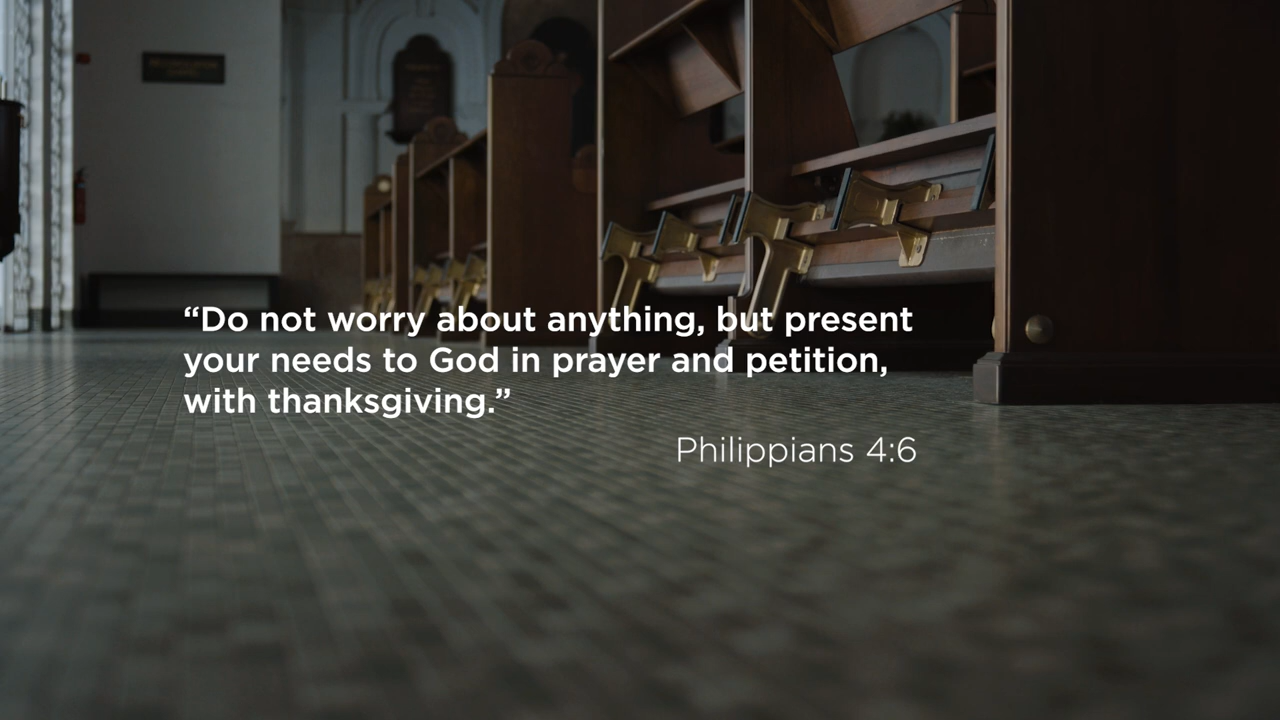 “Do not worry about anything, but present
your needs to God in prayer and petition,
with thanksgiving.”
Philippians 4:6